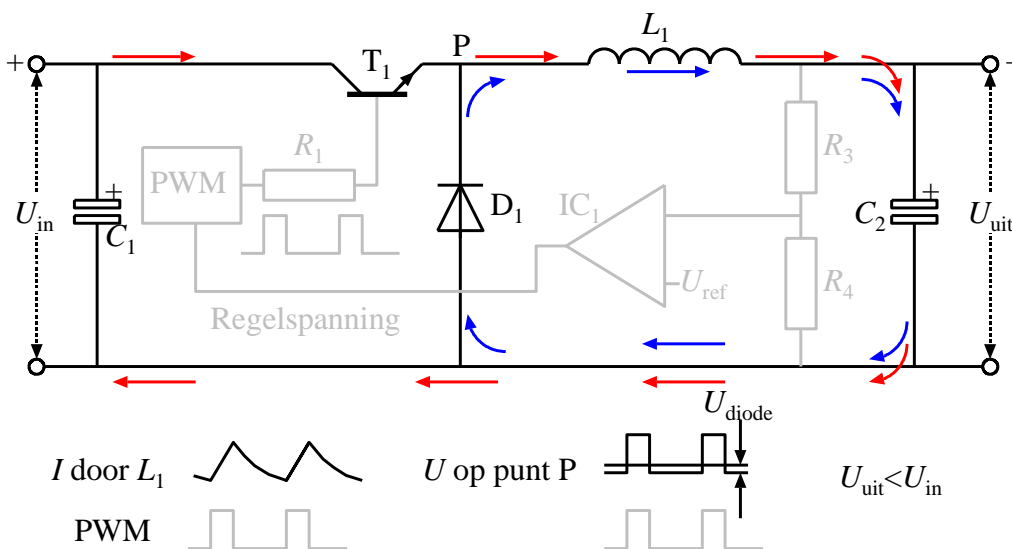 L1
+
T1
P
+
R1
R3
PWM
IC1
+
+
Uin
C1
D1
C2
Uuit
Uref
R4
Regelspanning
Udiode
I door L1
U op punt P
Uuit<Uin
PWM